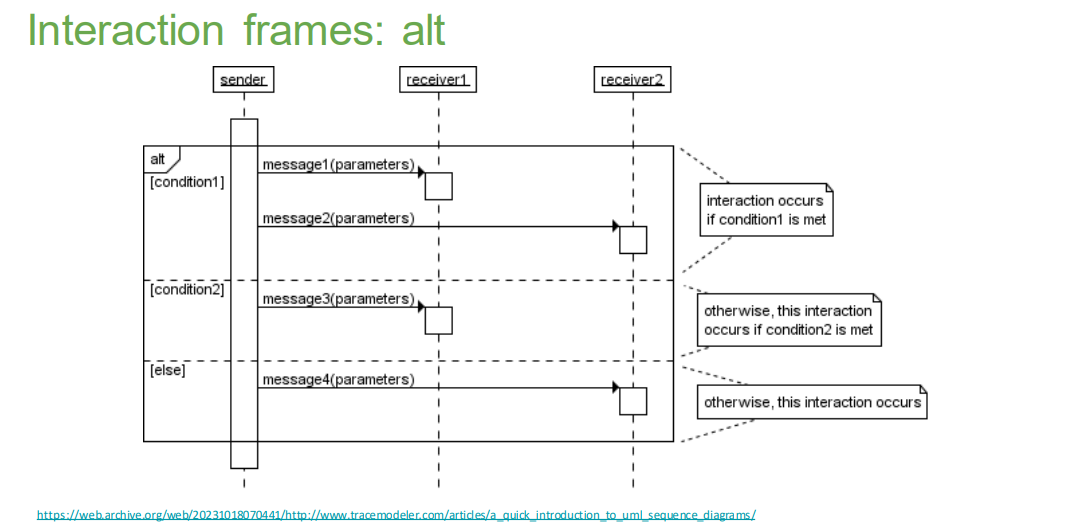 Interaction frames: alt
sender
receiver1
receiver2
alt
message1(parameters)
[condition1]
interaction occurs
if condition1 is met
message2(parameters)
[condition2]
message3(parameters)
otherwise, this interaction
occurs if condition2 is met
[else]
message4(parameters)
otherwise, this interaction occurs
https://web.archive.org/web/20231018070441/http://www.tracemodeler.com/articles/a_quick_introduction_to_uml_sequence_diagrams/